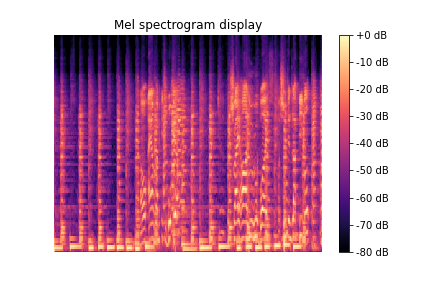 Mel spectrogram display
+0 dB
-10 dB
-20 dB
-30 dB
-40 dB
-50 dB
-60 dB
-70 dB
-80 dB